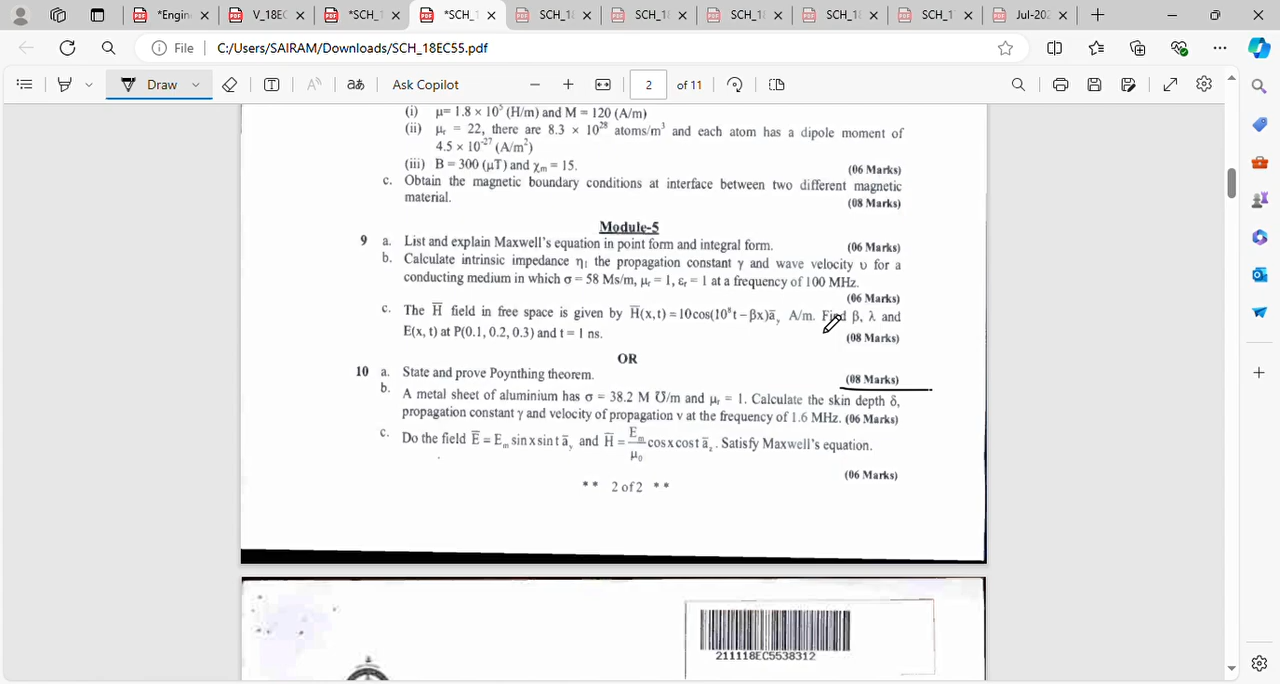 *Engin
V_18EC
*SCH_
*SCH_1
SCH_18
SCH_18
SCH_18
SCH_18
SCH_1
Jul-202
File C:/Users/SAIRAM/Downloads/SCH_18EC55.pdf
Draw aあ Ask Copilot 2 of 11
(i) μ= 1.8 × 10⁵ (H/m) and M = 120 (A/m)
(ii) μr = 22, there are 8.3 × 10²⁸ atoms/m³ and each atom has a dipole moment of
4.5 × 10⁻²⁷ (A/m²)
(iii) B = 300 (μT) and χm = 15. (06 Marks)
c. Obtain the magnetic boundary conditions at interface between two different magnetic
material. (08 Marks)
Module-5
9 a. List and explain Maxwell's equation in point form and integral form. (06 Marks)
b. Calculate intrinsic impedance η₁ the propagation constant γ and wave velocity υ for a
conducting medium in which σ = 58 Ms/m, μr = 1, εr = 1 at a frequency of 100 MHz.
(06 Marks)
c. The H̅ field in free space is given by H̅(x,t) = 10cos(10⁸t − βx)a̅y A/m. Find β, λ and
E(x, t) at P(0.1, 0.2, 0.3) and t = 1 ns. (08 Marks)
OR
10 a. State and prove Poynthing theorem. (08 Marks)
b. A metal sheet of aluminium has σ = 38.2 M ℧/m and μr = 1. Calculate the skin depth δ,
propagation constant γ and velocity of propagation v at the frequency of 1.6 MHz. (06 Marks)
c. Do the field E̅ = Em sin x sin t a̅y and H̅ = Em/μ₀ cos x cos t a̅z. Satisfy Maxwell's equation.
(06 Marks)
** 2 of 2 **
211118EC5538312